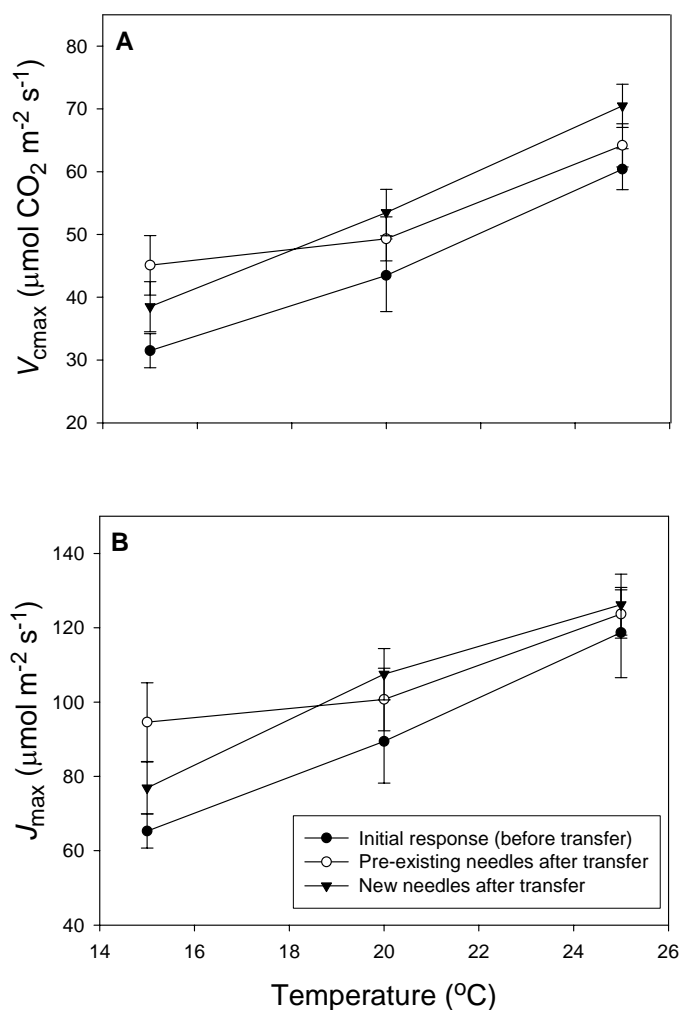 A
80
70
60
50
40
30
20
Vcmax (μmol CO2 m-2 s-1)
B
140
120
100
80
60
40
Jmax (μmol m-2 s-1)
Initial response (before transfer)
Pre-existing needles after transfer
New needles after transfer
14 16 18 20 22 24 26
Temperature (oC)